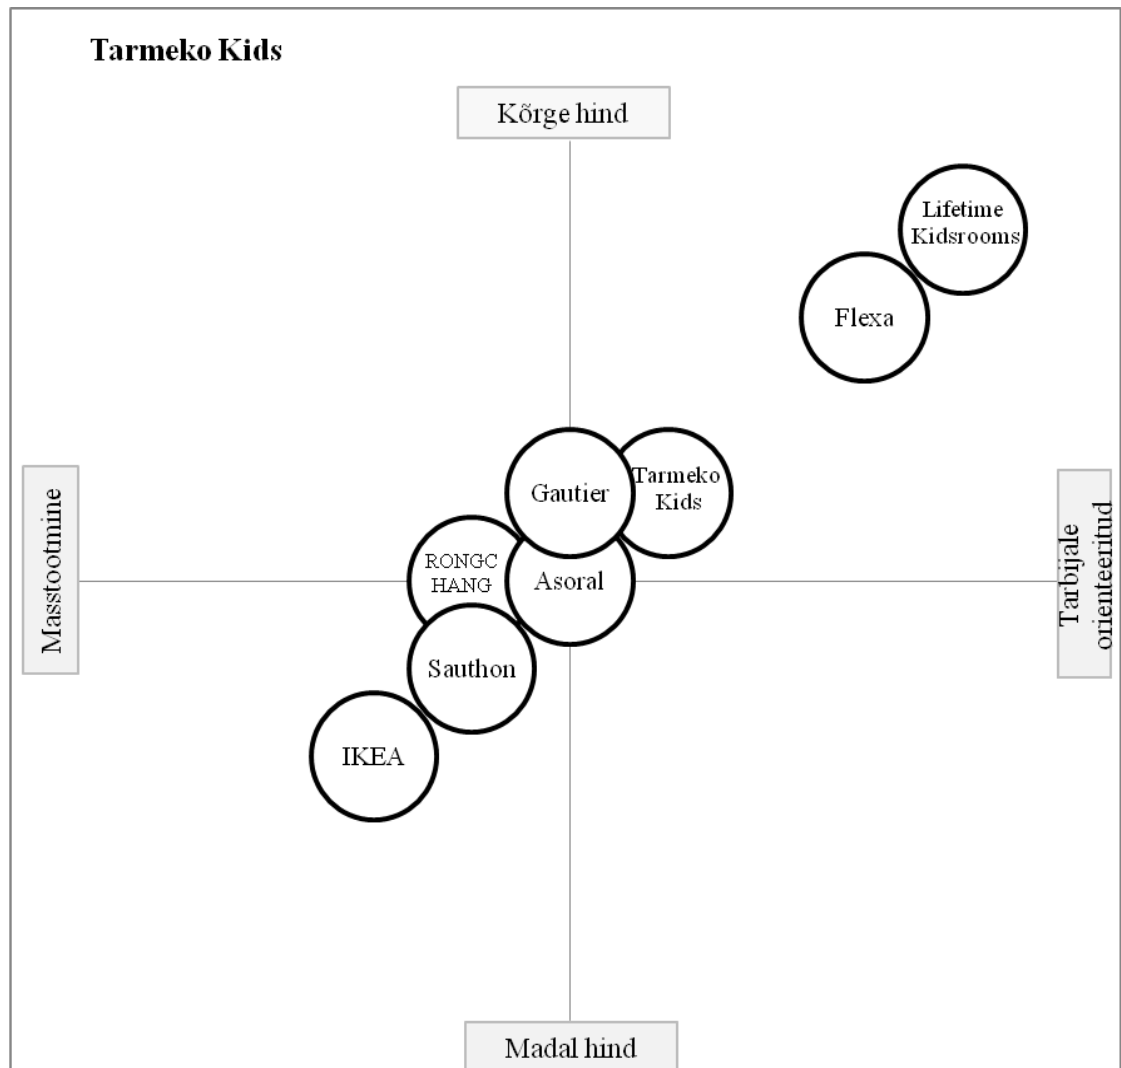 Tarmeko Kids
Kõrge hind
Lifetime
Kidsrooms
Flexa
Gautier
Tarmeko
Kids
Masstootmine
RONGC
HANG
Asoral
Tarbijale
orienteeritud
Sauthon
IKEA
Madal hind